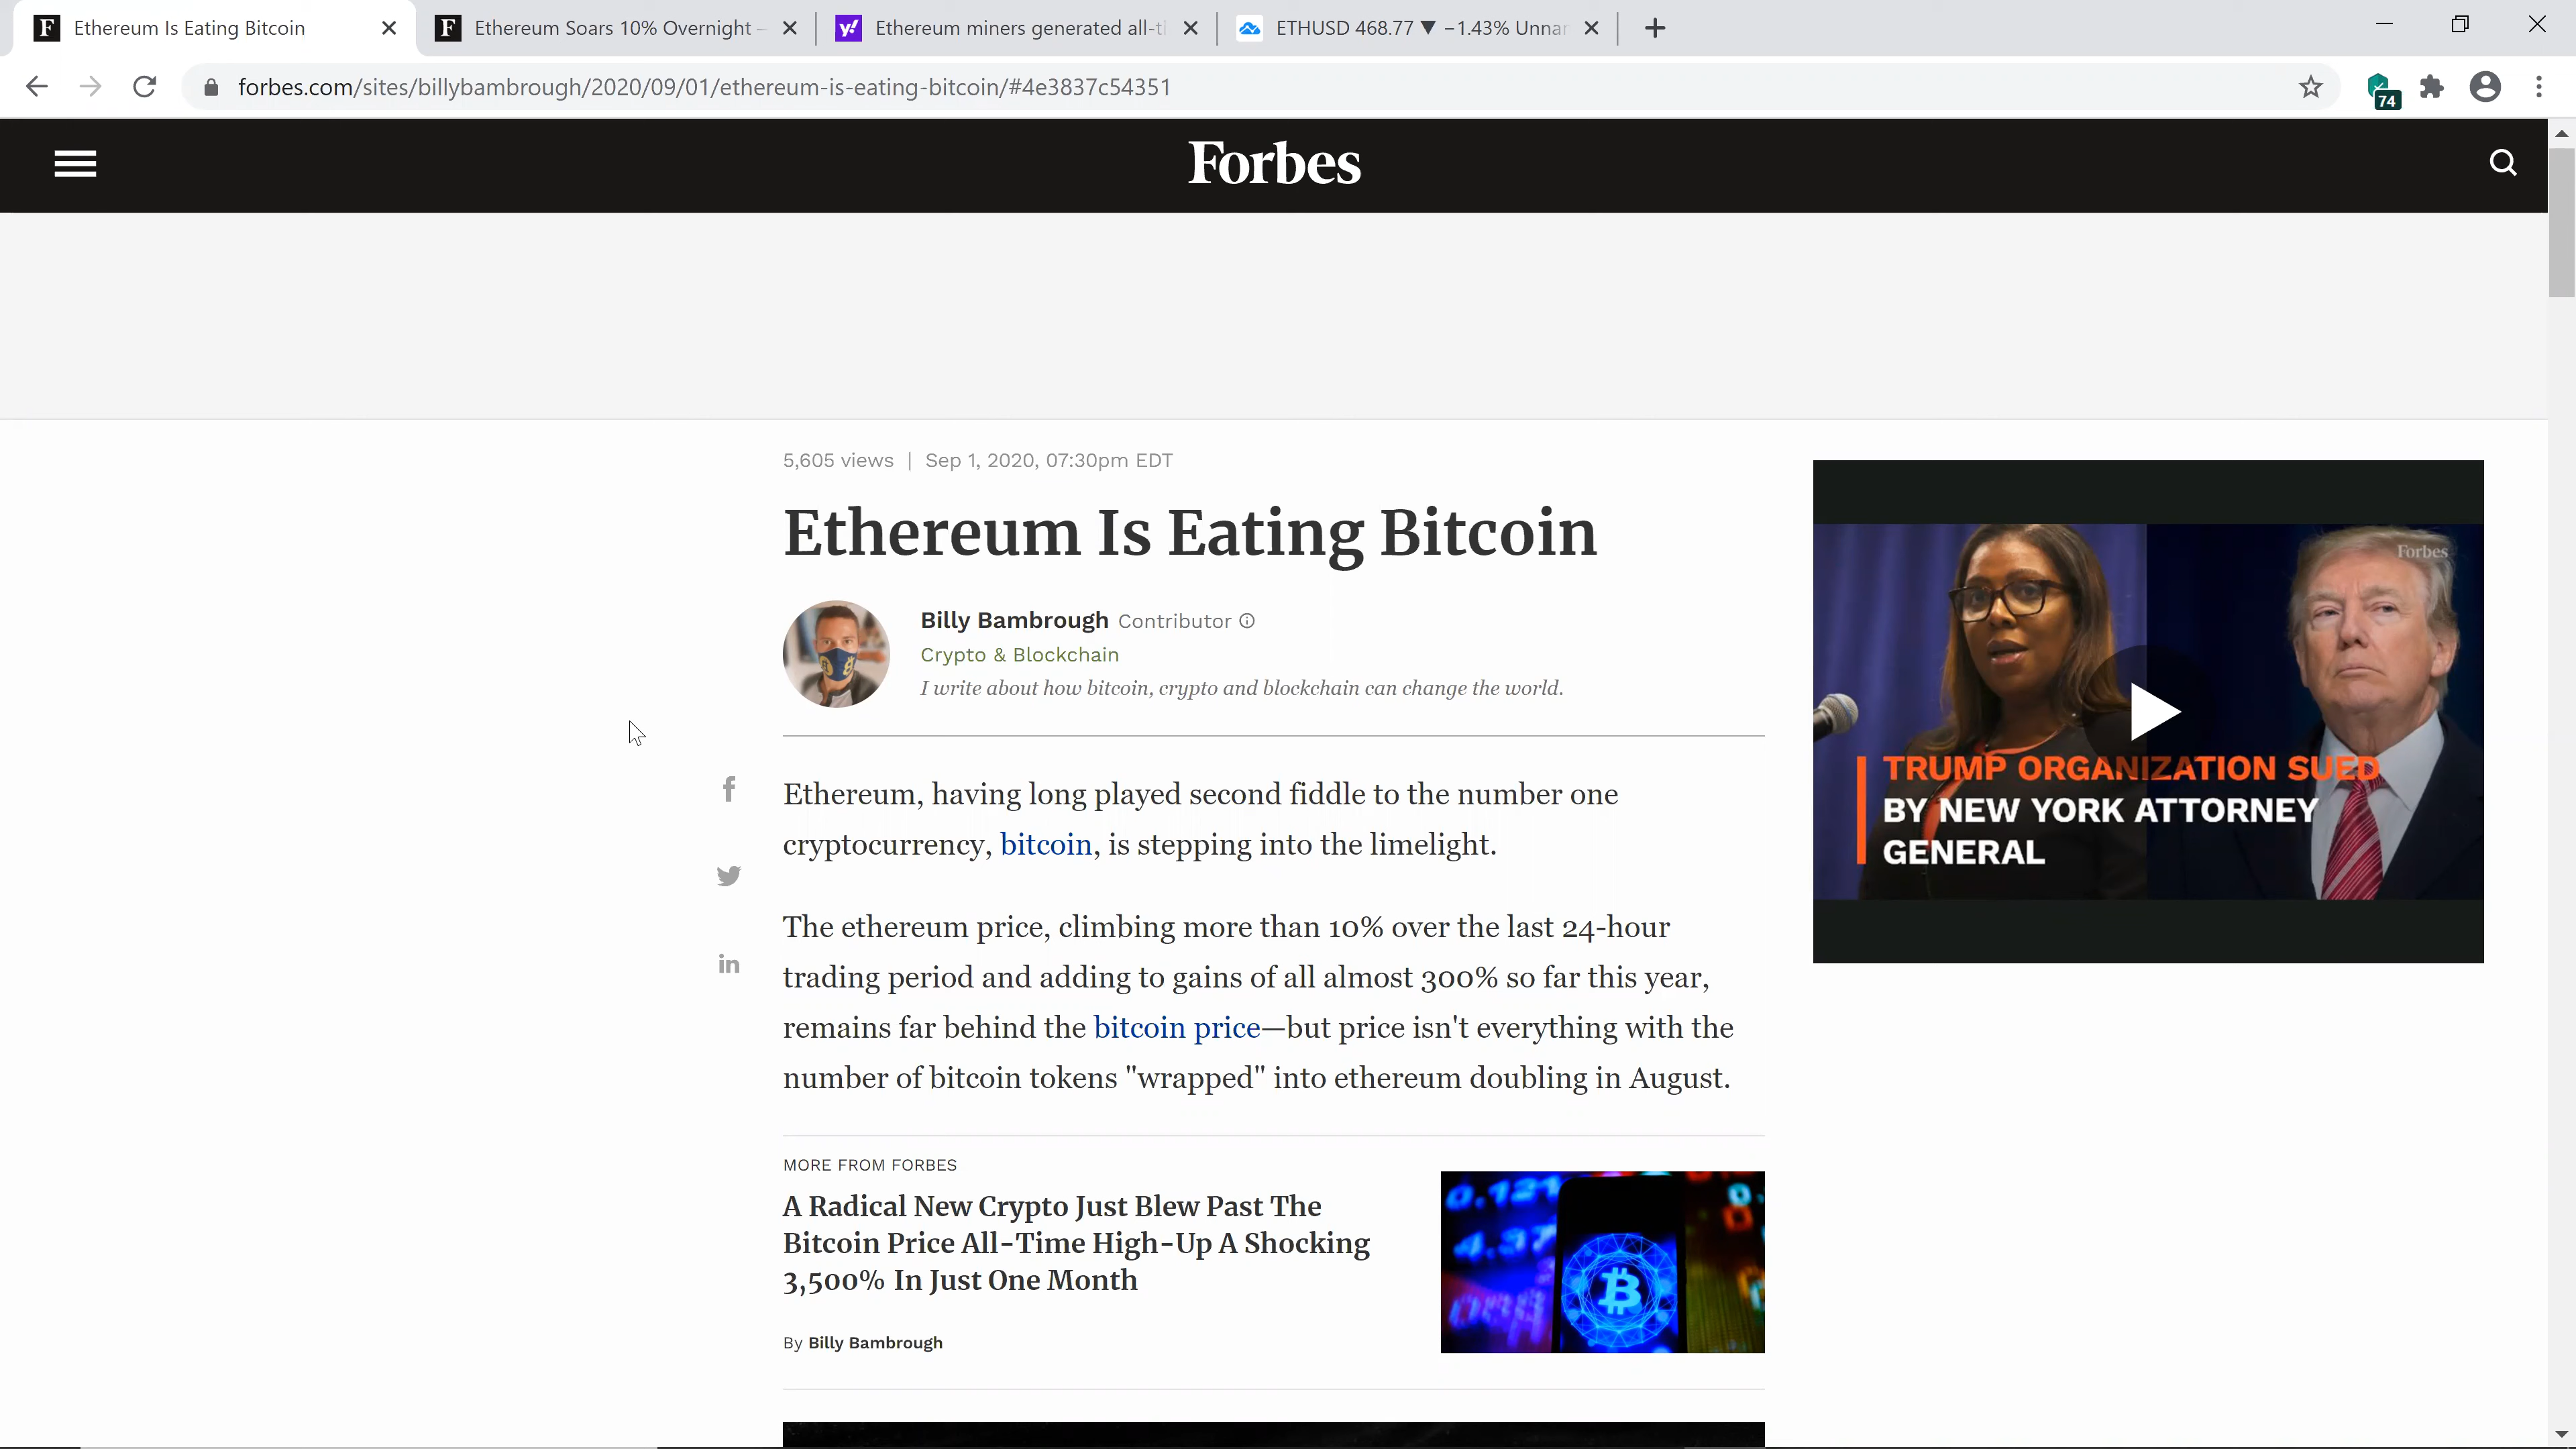 Ethereum Is Eating Bitcoin
Ethereum Soars 10% Overnight –
Ethereum miners generated all-ti
ETHUSD 468.77 ▼ −1.43% Unnar
forbes.com/sites/billybambrough/2020/09/01/ethereum-is-eating-bitcoin/#4e3837c54351
74
Forbes
5,605 views | Sep 1, 2020, 07:30pm EDT
Ethereum Is Eating Bitcoin
Billy Bambrough Contributor
Crypto & Blockchain
I write about how bitcoin, crypto and blockchain can change the world.
Forbes
TRUMP ORGANIZATION SUED
BY NEW YORK ATTORNEY
GENERAL
Ethereum, having long played second fiddle to the number one
cryptocurrency, bitcoin, is stepping into the limelight.
The ethereum price, climbing more than 10% over the last 24-hour
trading period and adding to gains of all almost 300% so far this year,
remains far behind the bitcoin price—but price isn't everything with the
number of bitcoin tokens "wrapped" into ethereum doubling in August.
MORE FROM FORBES
A Radical New Crypto Just Blew Past The
Bitcoin Price All-Time High-Up A Shocking
3,500% In Just One Month
By Billy Bambrough